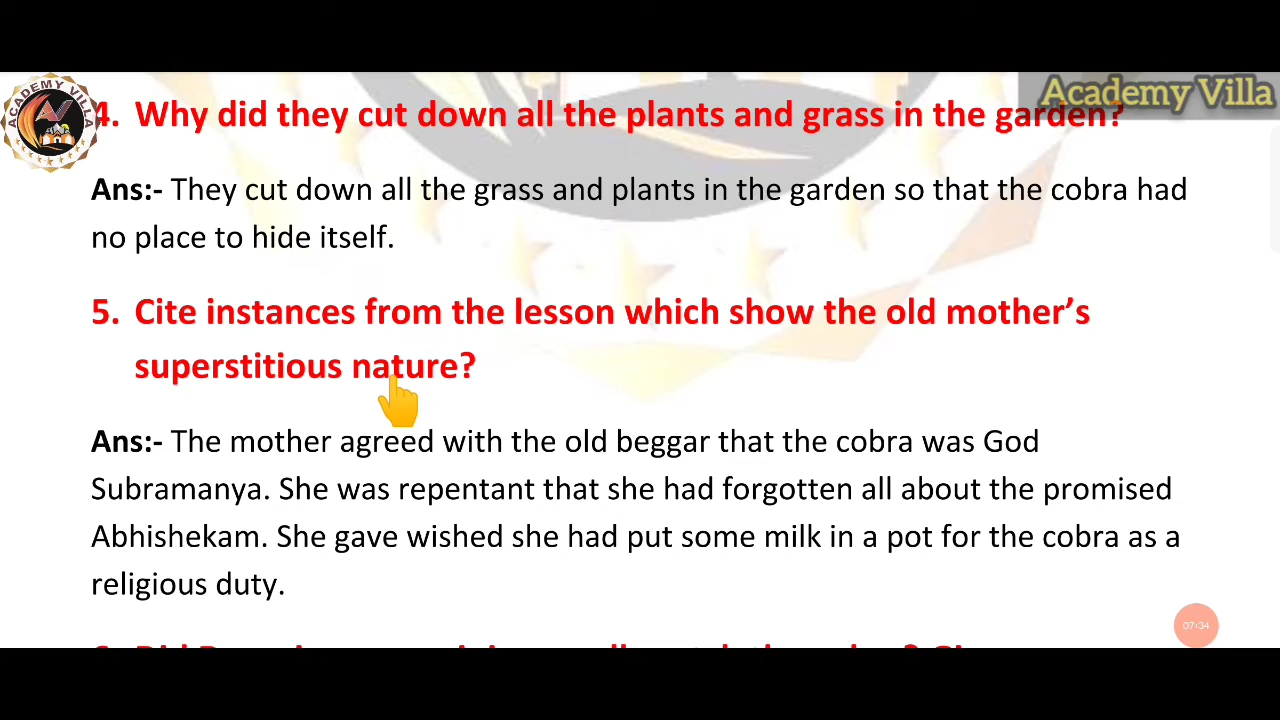 ACADEMY VILLA
Academy Villa
4. Why did they cut down all the plants and grass in the garden?
Ans:- They cut down all the grass and plants in the garden so that the cobra had
no place to hide itself.
5. Cite instances from the lesson which show the old mother’s
superstitious nature?
Ans:- The mother agreed with the old beggar that the cobra was God
Subramanya. She was repentant that she had forgotten all about the promised
Abhishekam. She gave wished she had put some milk in a pot for the cobra as a
religious duty.
07:34